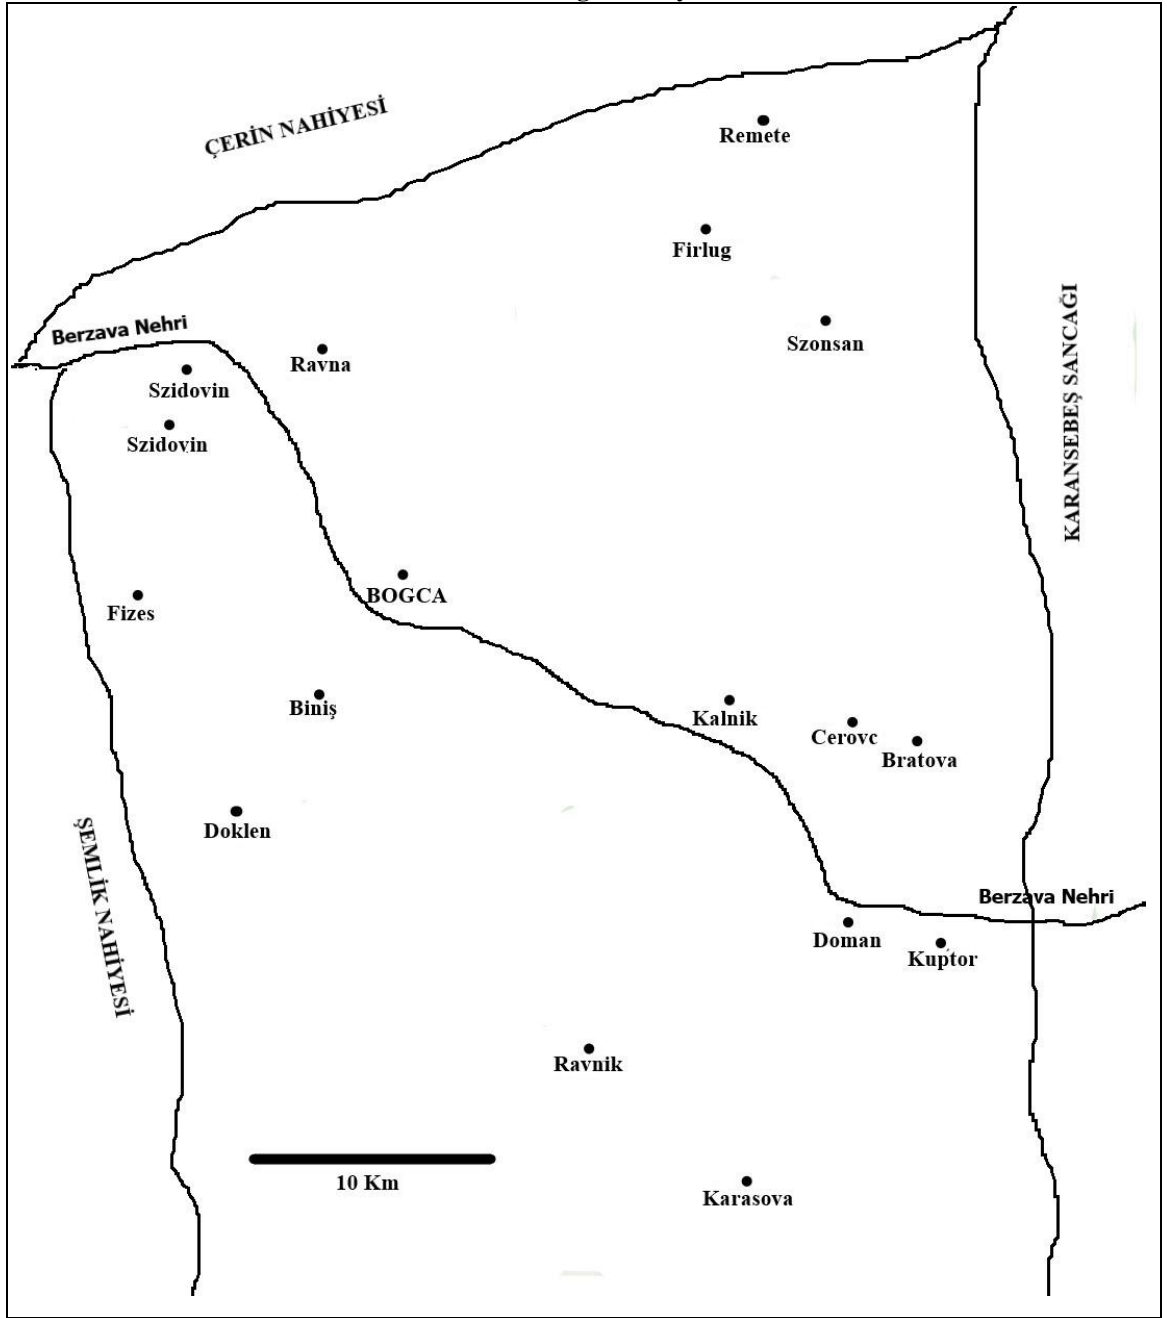 ÇERİN NAHİYESİ
Remete
Firlug
KARANSEBEŞ SANCAĞI
Berzava Nehri
Szonsan
Ravna
Szidovin
Szidovin
BOGCA
Fizes
Biniş
Kalnik
Cerovc
Bratova
Doklen
ŞEMLİK NAHİYESİ
Berzava Nehri
Doman
Kuptor
Ravnik
10 Km
Karasova